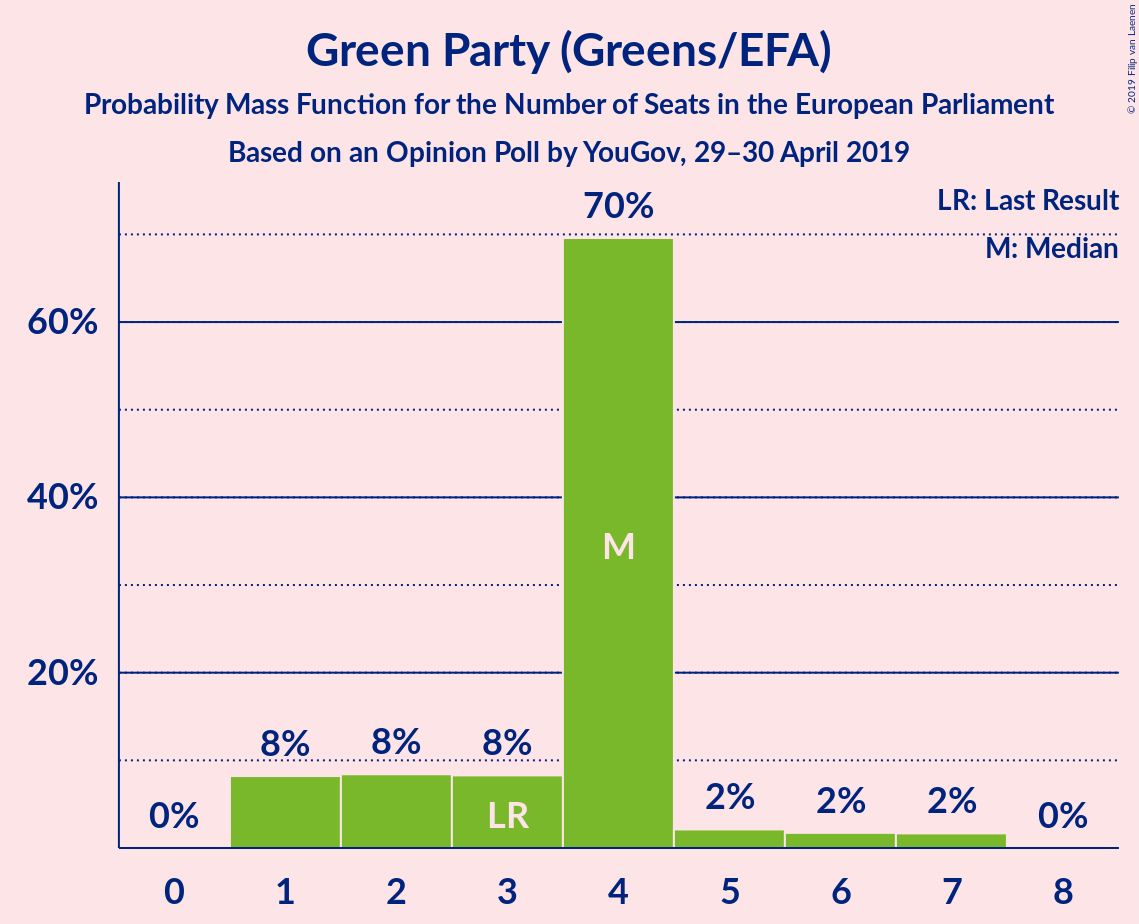 Green Party (Greens/EFA)
Probability Mass Function for the Number of Seats in the European Parliament
Based on an Opinion Poll by YouGov, 29–30 April 2019
© 2019 Filip van Laenen
LR: Last Result
M: Median
60%
40%
20%
0%
8%
8%
8%
70%
2%
2%
2%
0%
LR
M
0 1 2 3 4 5 6 7 8